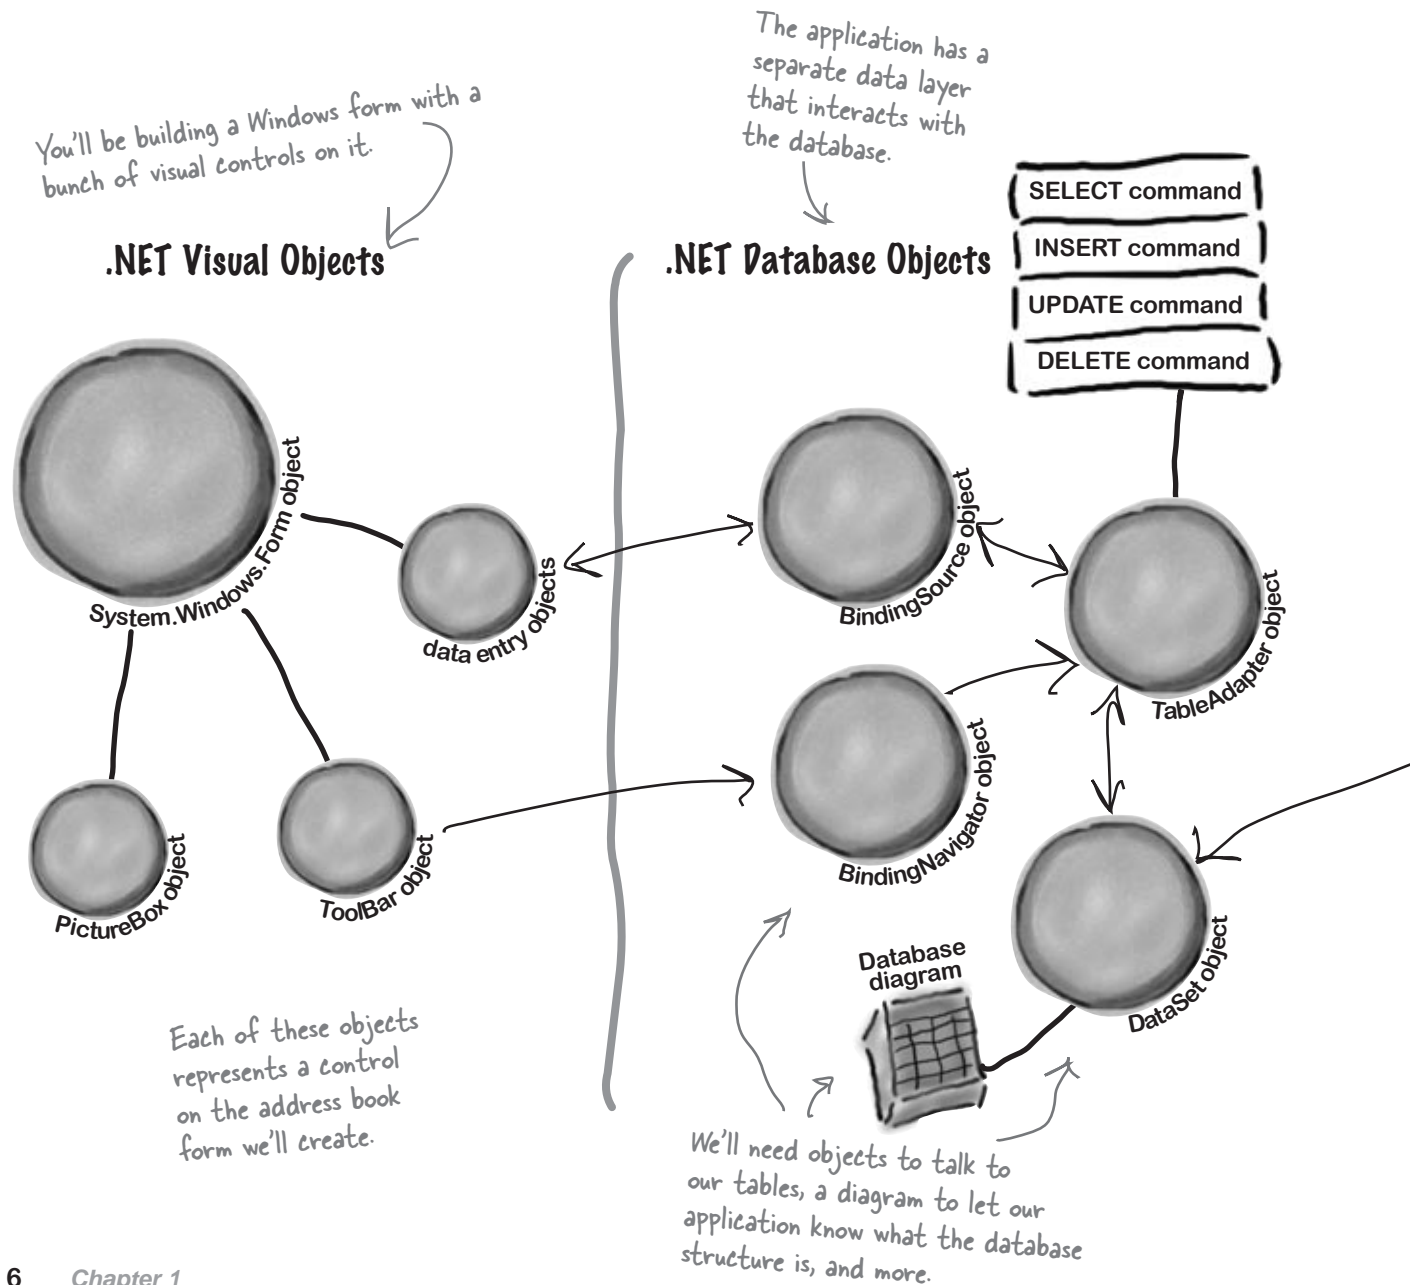 The application has a
separate data layer
that interacts with
the database.
You'll be building a Windows form with a
bunch of visual controls on it.
SELECT command
INSERT command
UPDATE command
DELETE command
.NET Visual Objects
.NET Database Objects
System.Windows.Form object
data entry objects
BindingSource object
TableAdapter object
PictureBox object
ToolBar object
BindingNavigator object
DataSet object
Database
diagram
Each of these objects
represents a control
on the address book
form we'll create.
We'll need objects to talk to
our tables, a diagram to let our
application know what the database
structure is, and more.
6 Chapter 1